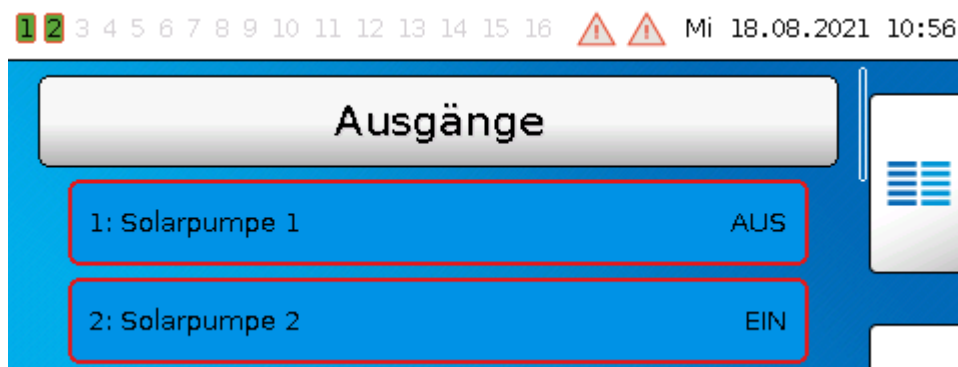 1 2 3 4 5 6 7 8 9 10 11 12 13 14 15 16 Mi 18.08.2021 10:56
Ausgänge
1: Solarpumpe 1 AUS
2: Solarpumpe 2 EIN